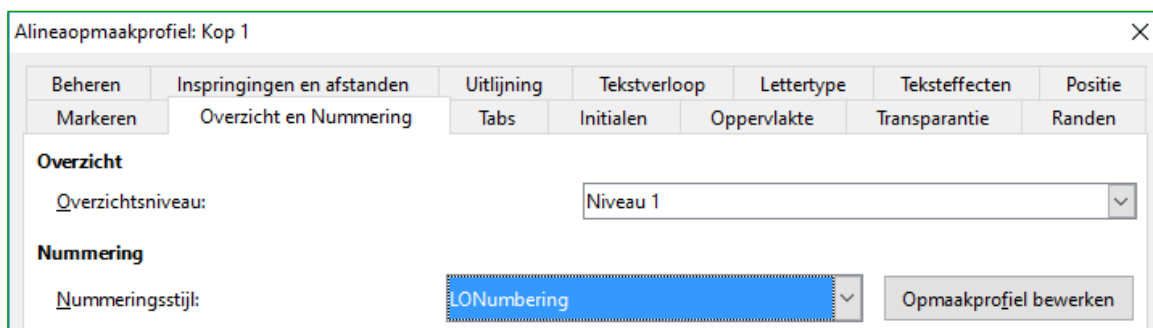 Alineaopmaakprofiel: Kop 1
Beheren Inspringingen en afstanden Uitlijning Tekstverloop Lettertype Teksteffecten Positie
Markeren Overzicht en Nummering Tabs Initialen Oppervlakte Transparantie Randen
Overzicht
Overzichtsniveau: Niveau 1
Nummering
Nummeringsstijl: LONumbering Opmaakprofiel bewerken